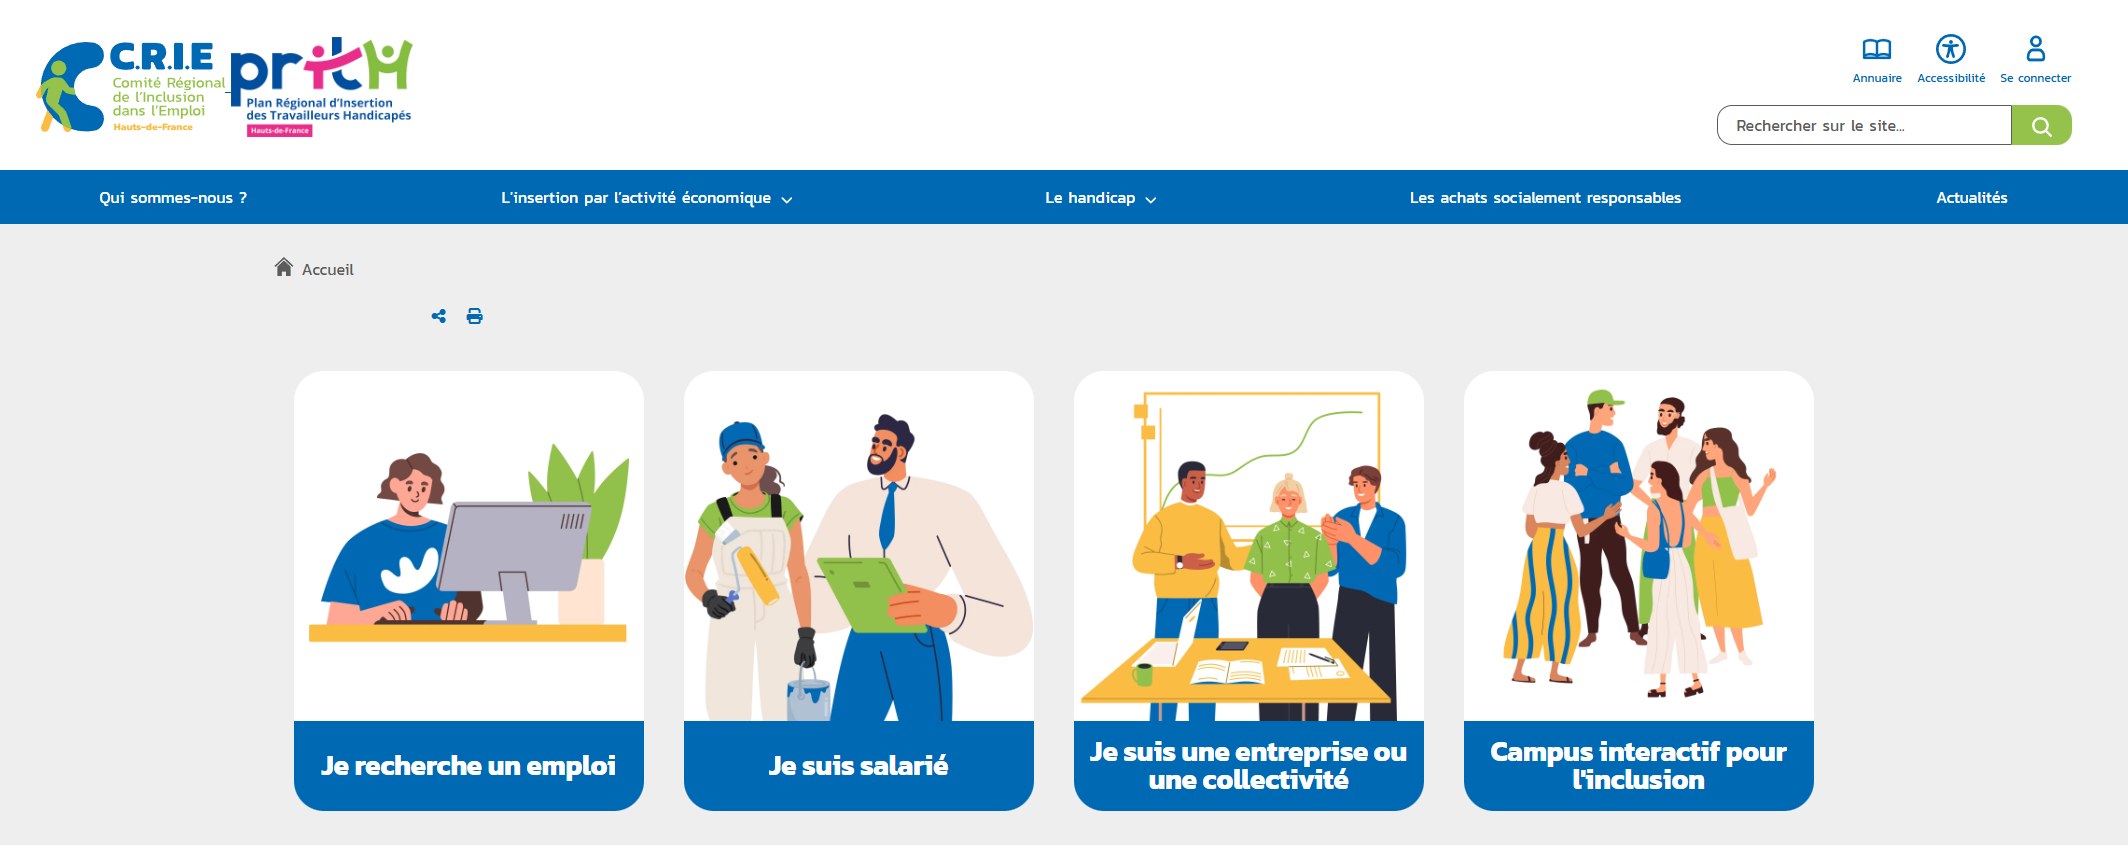 C.R.I.E
Comité Régional
de l'Inclusion
dans l'Emploi
Hauts-de-France
prith
Plan Régional d'Insertion
des Travailleurs Handicapés
Hauts-de-France
Annuaire
Accessibilité
Se connecter
Rechercher sur le site...
Qui sommes-nous ?
L'insertion par l'activité économique
Le handicap
Les achats socialement responsables
Actualités
Accueil
Je recherche un emploi
Je suis salarié
Je suis une entreprise ou
une collectivité
Campus interactif pour
l'inclusion